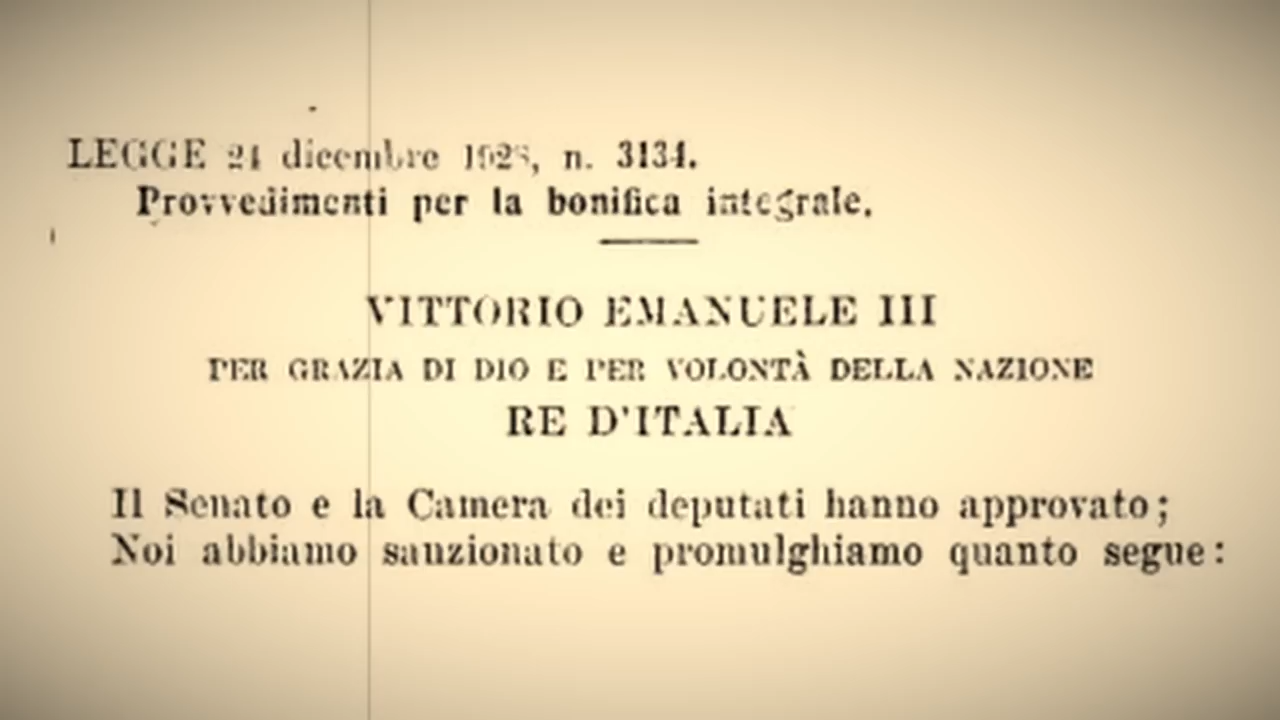 LEGGE 24 dicembre 1928, n. 3134.
Provvedimenti per la bonifica integrale.
VITTORIO EMANUELE III
PER GRAZIA DI DIO E PER VOLONTÀ DELLA NAZIONE
RE D'ITALIA
Il Senato e la Camera dei deputati hanno approvato;
Noi abbiamo sanzionato e promulghiamo quanto segue: